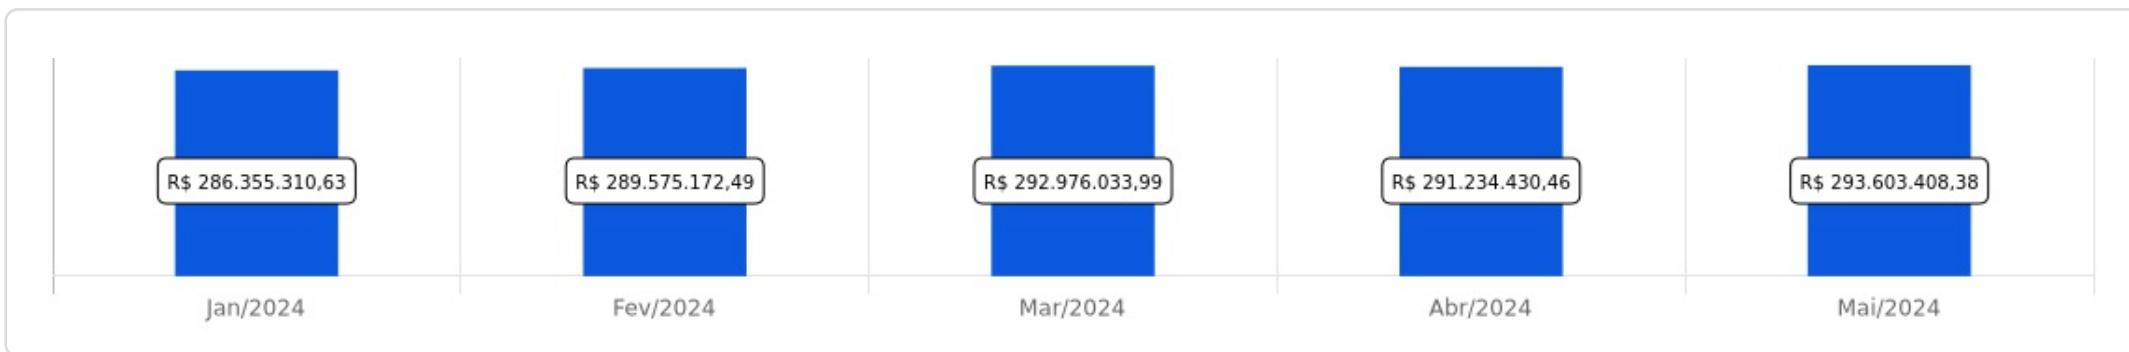 R$ 286.355.310,63 R$ 289.575.172,49 R$ 292.976.033,99 R$ 291.234.430,46 R$ 293.603.408,38
Jan/2024 Fev/2024 Mar/2024 Abr/2024 Mai/2024